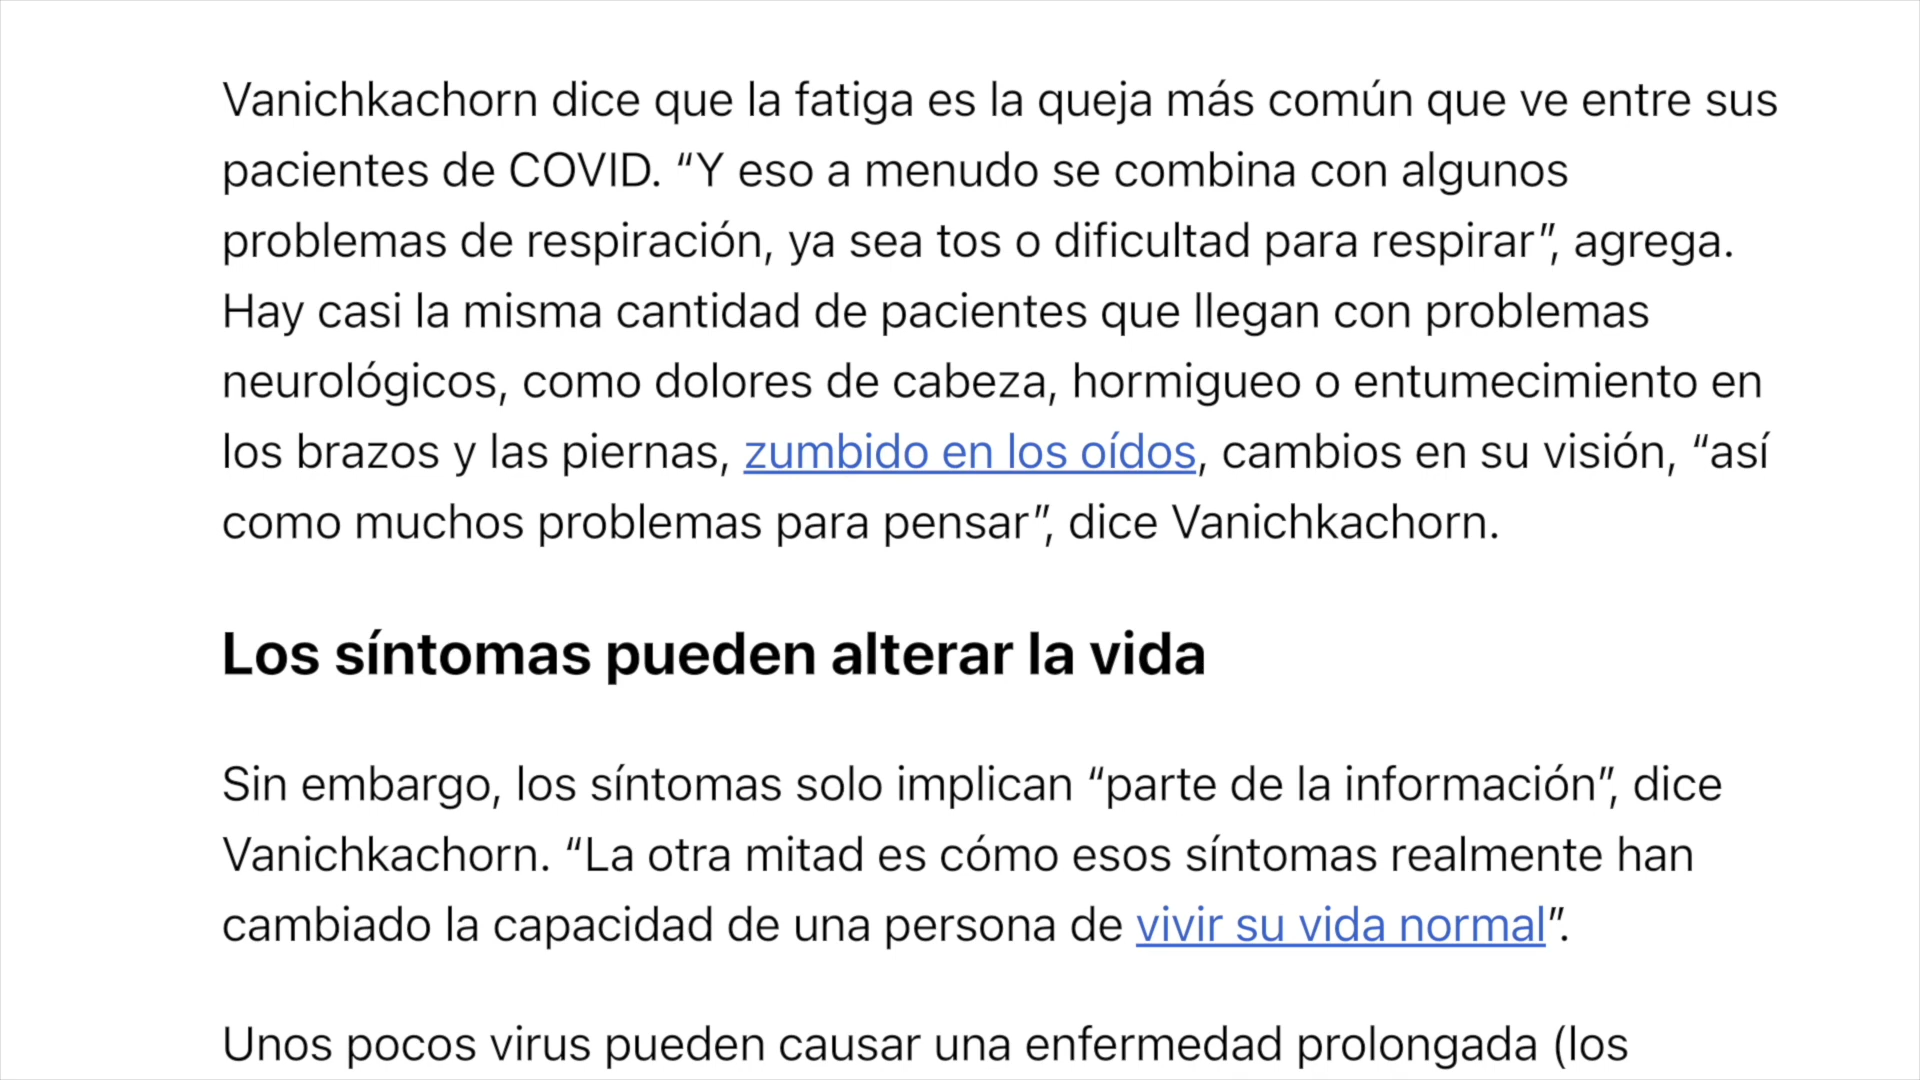 Vanichkachorn dice que la fatiga es la queja más común que ve entre sus
pacientes de COVID. “Y eso a menudo se combina con algunos
problemas de respiración, ya sea tos o dificultad para respirar”, agrega.
Hay casi la misma cantidad de pacientes que llegan con problemas
neurológicos, como dolores de cabeza, hormigueo o entumecimiento en
los brazos y las piernas, zumbido en los oídos, cambios en su visión, “así
como muchos problemas para pensar”, dice Vanichkachorn.
Los síntomas pueden alterar la vida
Sin embargo, los síntomas solo implican “parte de la información”, dice
Vanichkachorn. “La otra mitad es cómo esos síntomas realmente han
cambiado la capacidad de una persona de vivir su vida normal”.
Unos pocos virus pueden causar una enfermedad prolongada (los